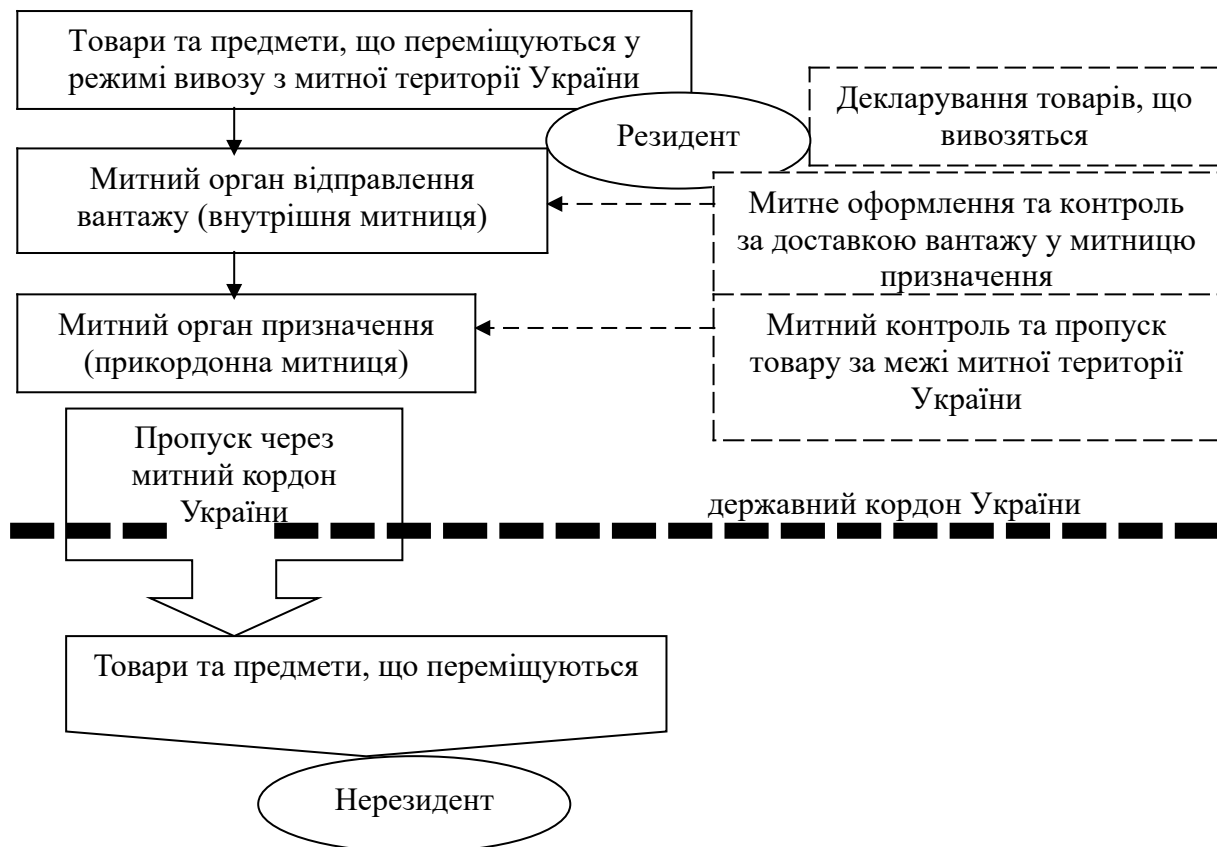 Товари та предмети, що переміщуються у
режимі вивозу з митної території України
Резидент
Декларування товарів, що
вивозяться
Митний орган відправлення
вантажу (внутрішня митниця)
Митне оформлення та контроль
за доставкою вантажу у митницю
призначення
Митний орган призначення
(прикордонна митниця)
Митний контроль та пропуск
товару за межі митної території
України
Пропуск через
митний кордон
України
державний кордон України
Товари та предмети, що переміщуються
Нерезидент